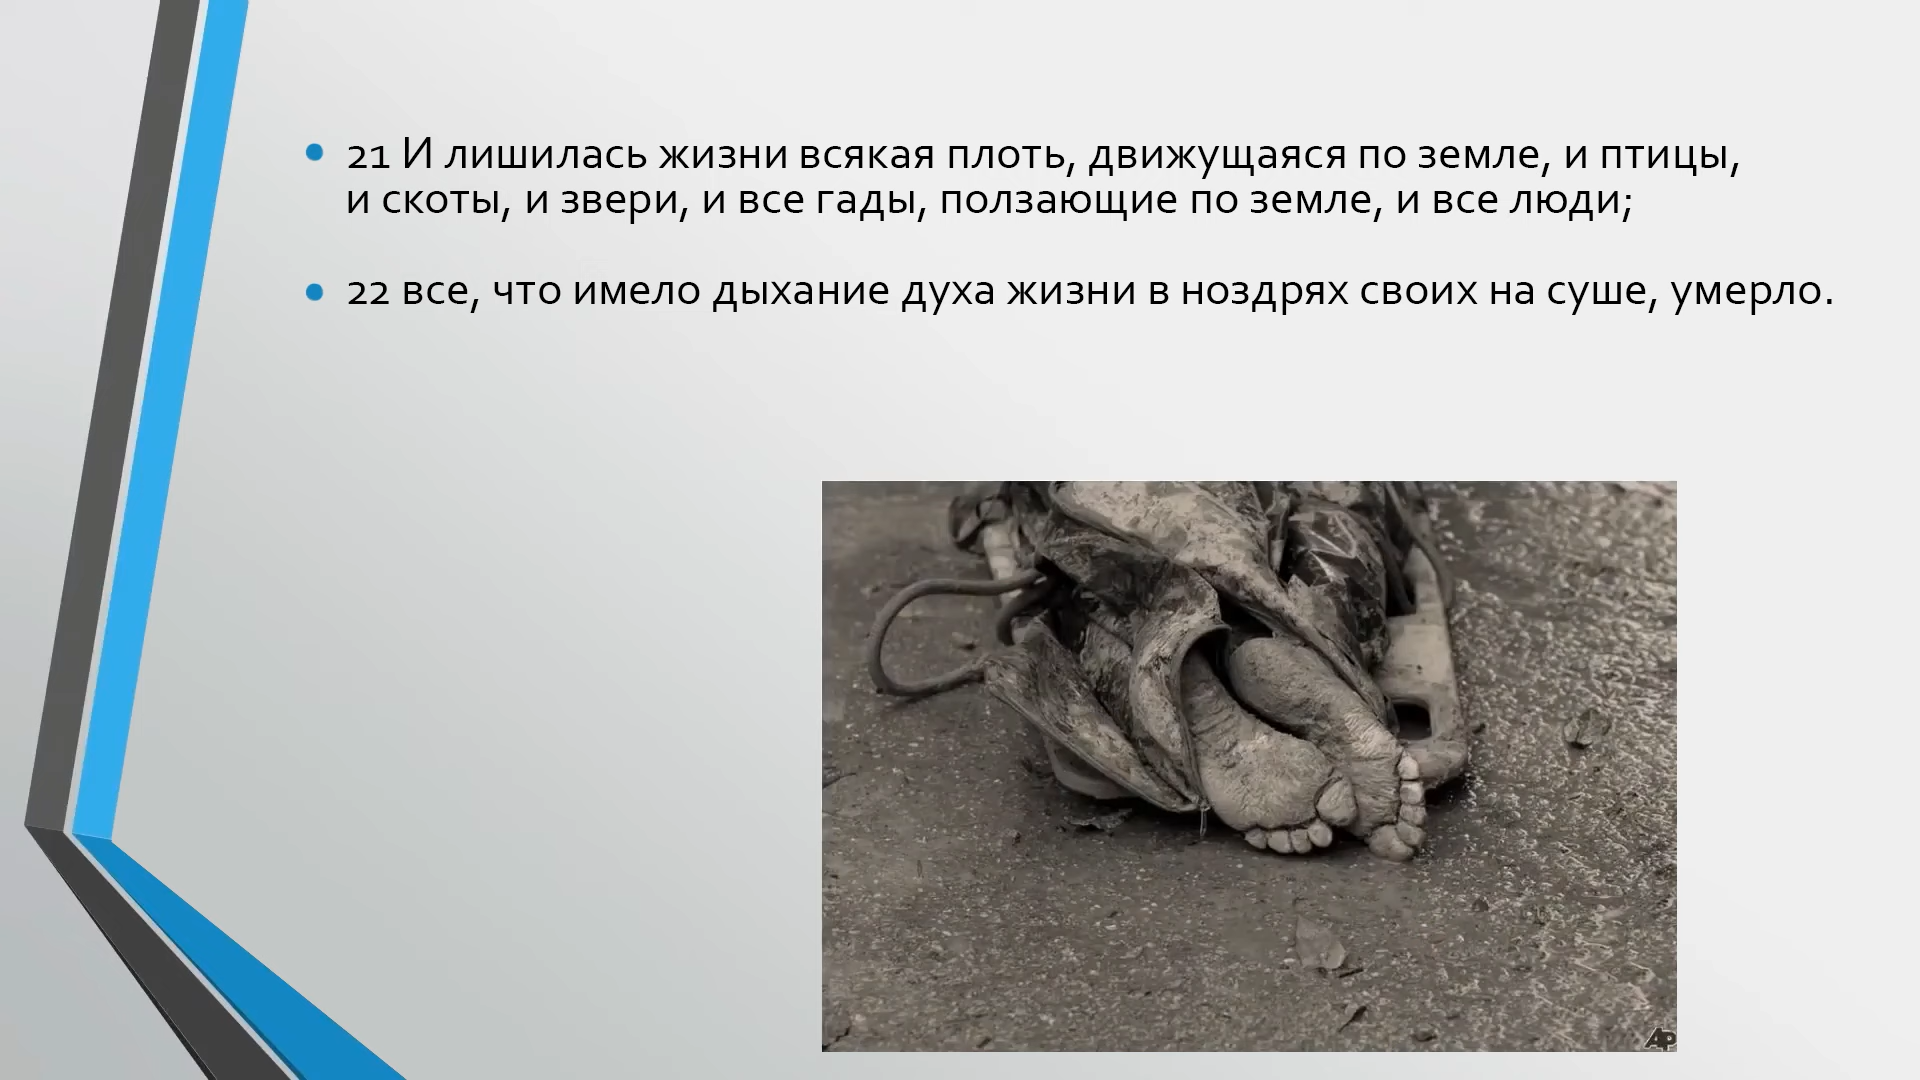 21 И лишилась жизни всякая плоть, движущаяся по земле, и птицы,
и скоты, и звери, и все гады, ползающие по земле, и все люди;
22 все, что имело дыхание духа жизни в ноздрях своих на суше, умерло.
AP